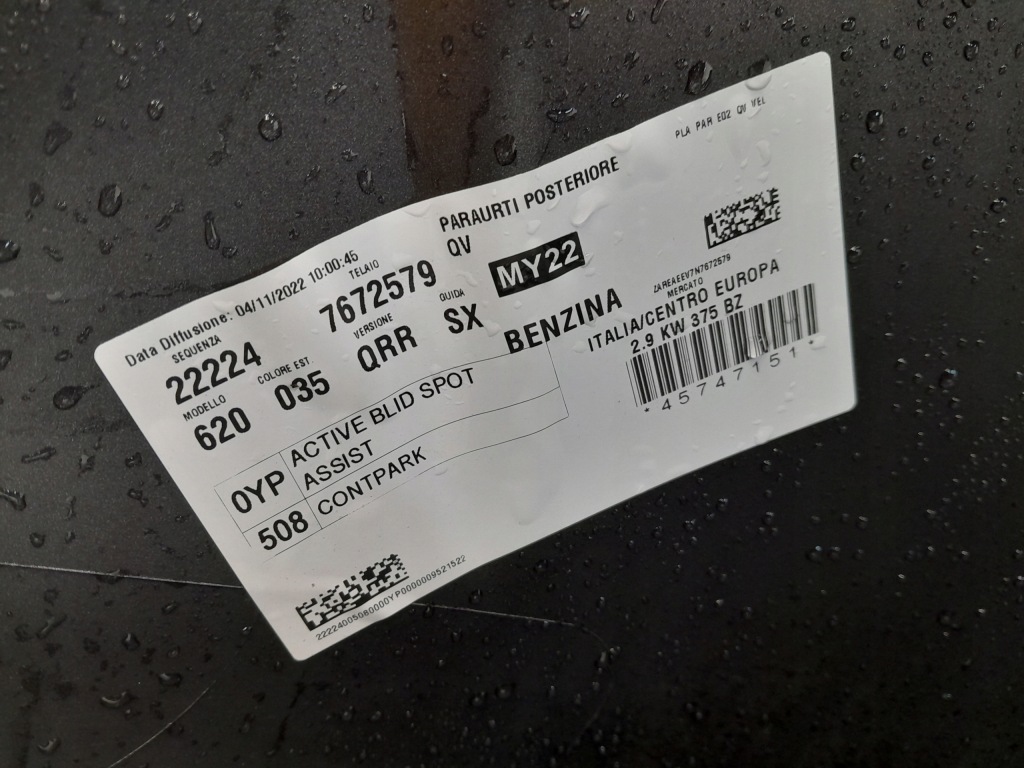 PLA PAR E02 QV VEL
PARAURTI POSTERIORE
QV
MY22
Data Diffusione: 04/11/2022 10:00:45
SEQUENZA
22224
TELAIO
7672579
MODELLO
620
COLORE EST.
035
VERSIONE
QRR
GUIDA
SX
BENZINA
ZAREAEEV7N7672579
MERCATO
ITALIA/CENTRO EUROPA
2.9 KW 375 BZ
*45747151*
0YP ACTIVE BLID SPOT
ASSIST
508 CONTPARK
22224005080000YP0000009521522